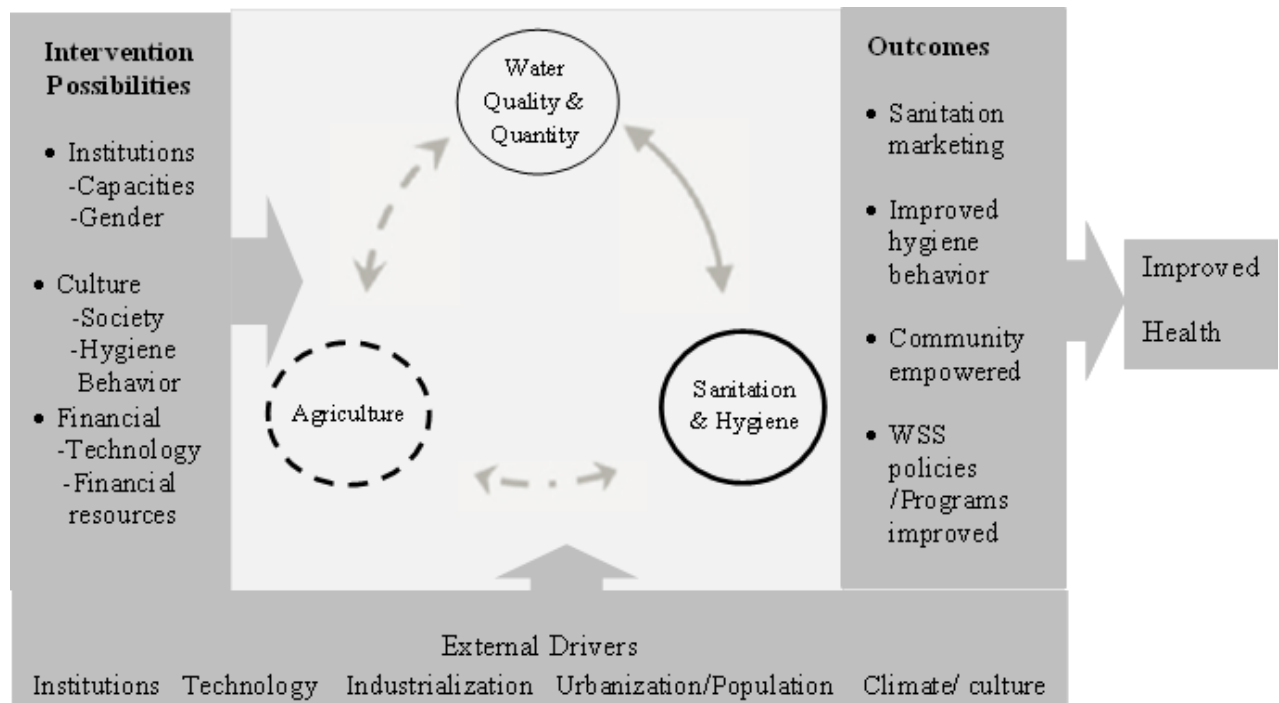 Intervention
Possibilities
• Institutions
-Capacities
-Gender
• Culture
-Society
-Hygiene
Behavior
• Financial
-Technology
-Financial
resources
Water
Quality &
Quantity
Agriculture
Sanitation
& Hygiene
Outcomes
• Sanitation
marketing
• Improved
hygiene
behavior
• Community
empowered
• WSS
policies
/Programs
improved
Improved
Health
External Drivers
Institutions Technology Industrialization Urbanization/Population Climate/ culture